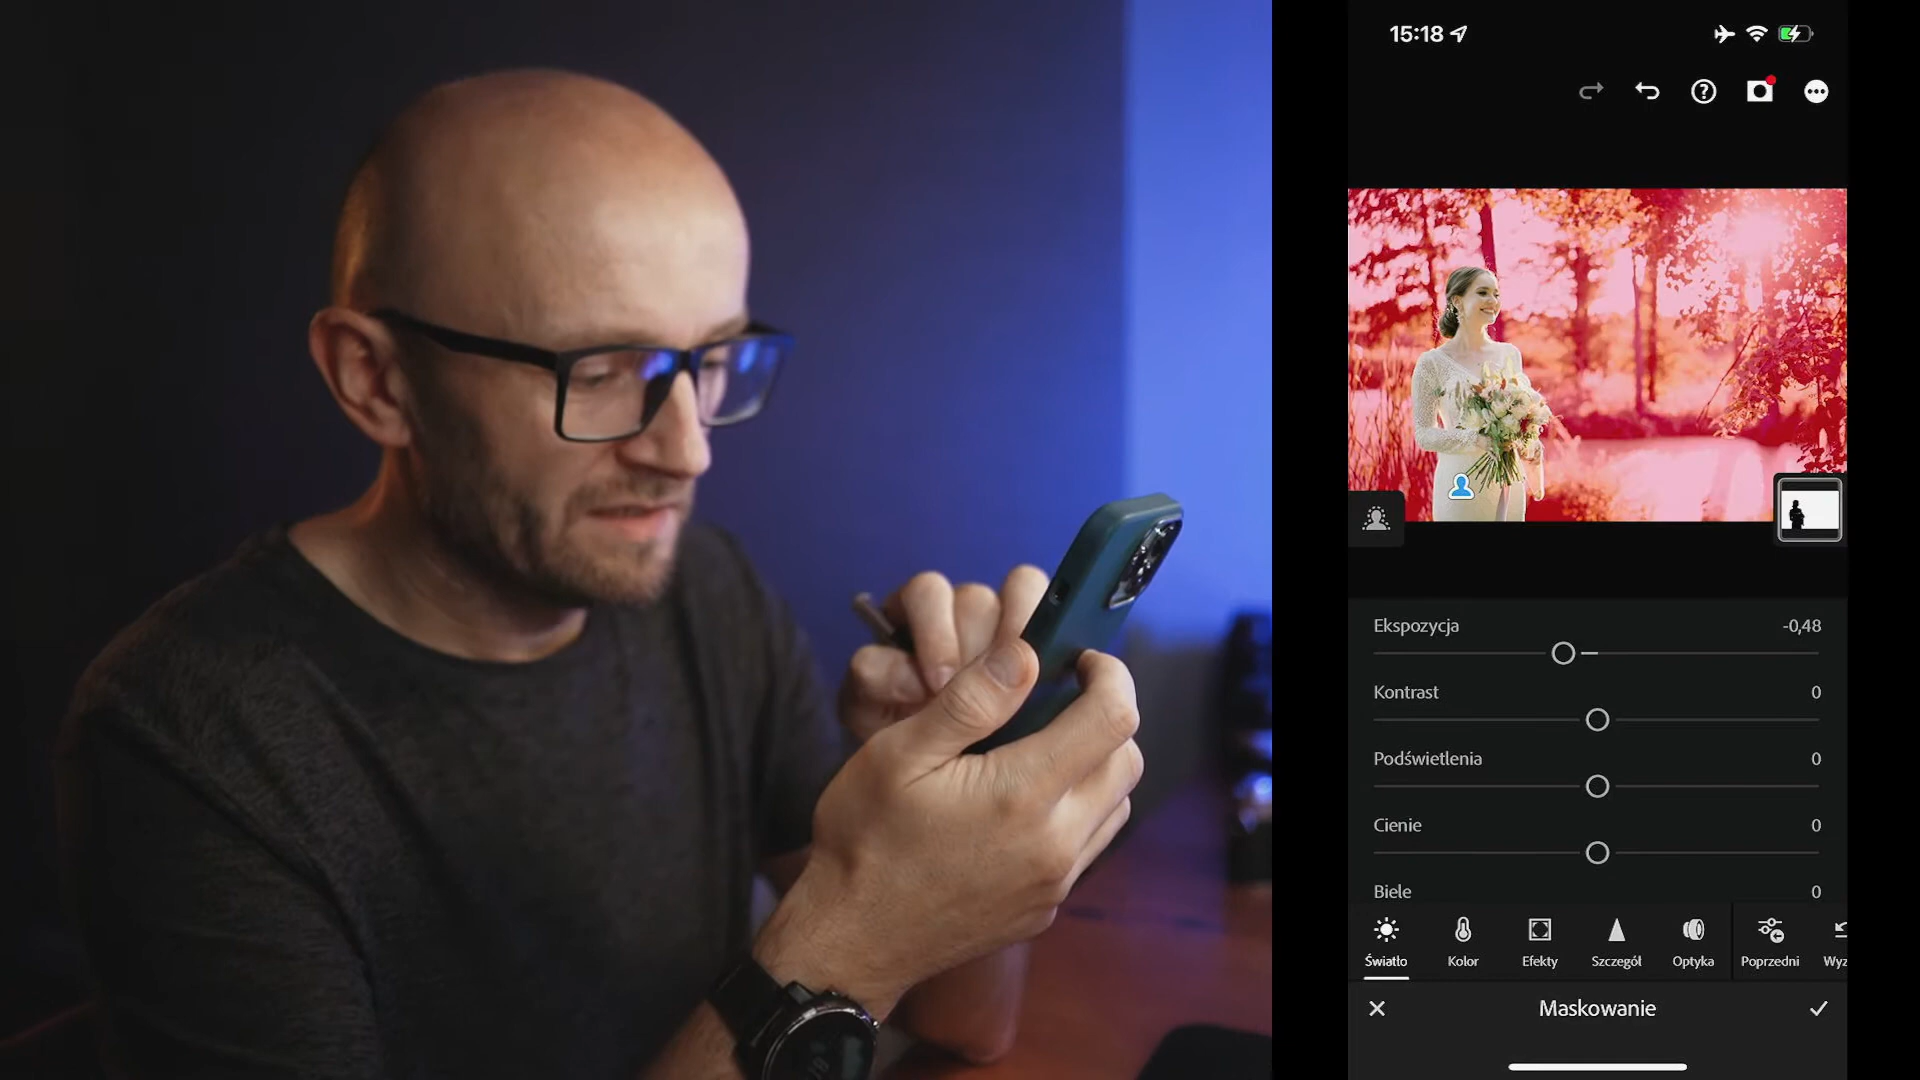 15:18
Ekspozycja -0,48
Kontrast 0
Podświetlenia 0
Cienie 0
Biele 0
Światło Kolor Efekty Szczegół Optyka Poprzedni Wyz
Maskowanie